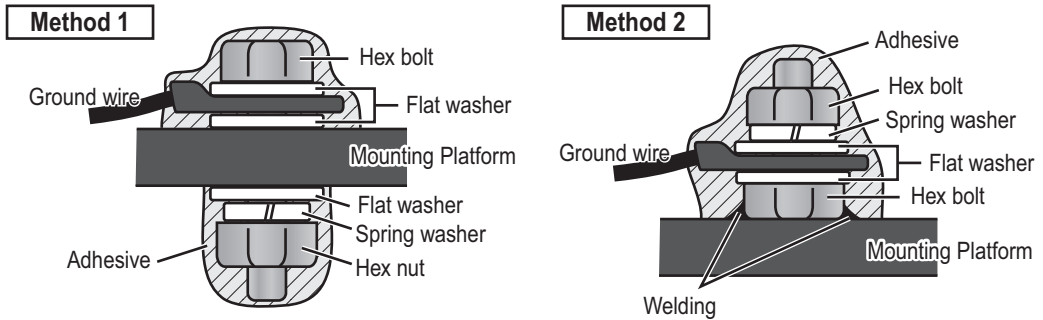 Method 1
Hex bolt
Ground wire
Flat washer
Mounting Platform
Flat washer
Spring washer
Adhesive
Hex nut
Method 2
Adhesive
Hex bolt
Spring washer
Ground wire
Flat washer
Hex bolt
Mounting Platform
Welding